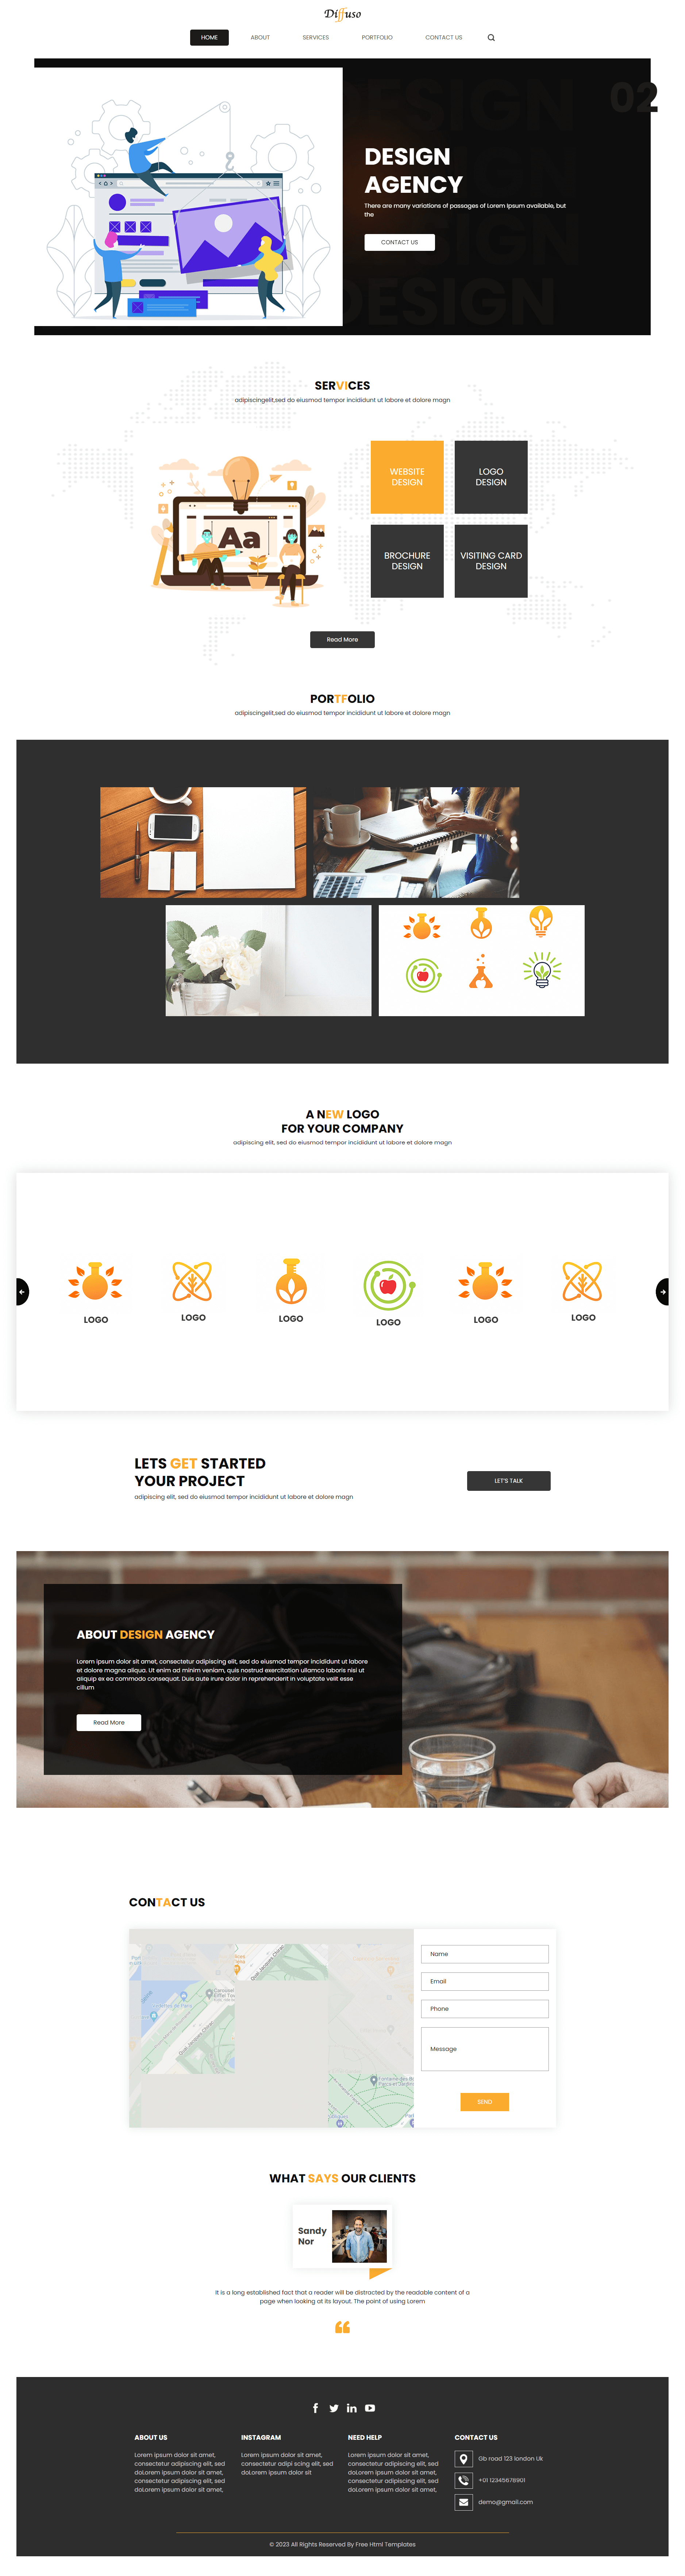 Diffuso
HOME ABOUT SERVICES PORTFOLIO CONTACT US
02
DESIGN
AGENCY
There are many variations of passages of Lorem Ipsum available, but
the
CONTACT US
DESIGN
DESIGN
SERVICES
adipiscingelit,sed do eiusmod tempor incididunt ut labore et dolore magn
Aa
WEBSITE
DESIGN
LOGO
DESIGN
BROCHURE
DESIGN
VISITING CARD
DESIGN
Read More
PORTFOLIO
adipiscingelit,sed do eiusmod tempor incididunt ut labore et dolore magn
A NEW LOGO
FOR YOUR COMPANY
adipiscing elit, sed do eiusmod tempor incididunt ut labore et dolore magn
LOGO LOGO LOGO LOGO LOGO LOGO
LETS GET STARTED
YOUR PROJECT
adipiscing elit, sed do eiusmod tempor incididunt ut labore et dolore magn
LET'S TALK
ABOUT DESIGN AGENCY
Lorem ipsum dolor sit amet, consectetur adipiscing elit, sed do eiusmod tempor incididunt ut labore
et dolore magna aliqua. Ut enim ad minim veniam, quis nostrud exercitation ullamco laboris nisi ut
aliquip ex ea commodo consequat. Duis aute irure dolor in reprehenderit in voluptate velit esse
cillum
Read More
CONTACT US
Quai Jacques Chirac
Carousel
Quai Jacques Chirac
Name
Email
Phone
Message
SEND
WHAT SAYS OUR CLIENTS
Sandy
Nor
It is a long established fact that a reader will be distracted by the readable content of a
page when looking at its layout. The point of using Lorem
ABOUT US
Lorem ipsum dolor sit amet,
consectetur adipiscing elit, sed
doLorem ipsum dolor sit amet,
consectetur adipiscing elit, sed
doLorem ipsum dolor sit amet,
INSTAGRAM
Lorem ipsum dolor sit amet,
consectetur adipi scing elit, sed
doLorem ipsum dolor sit
NEED HELP
Lorem ipsum dolor sit amet,
consectetur adipiscing elit, sed
doLorem ipsum dolor sit amet,
consectetur adipiscing elit, sed
doLorem ipsum dolor sit amet,
CONTACT US
Gb road 123 london Uk
+01 12345678901
demo@gmail.com
© 2023 All Rights Reserved By Free Html Templates